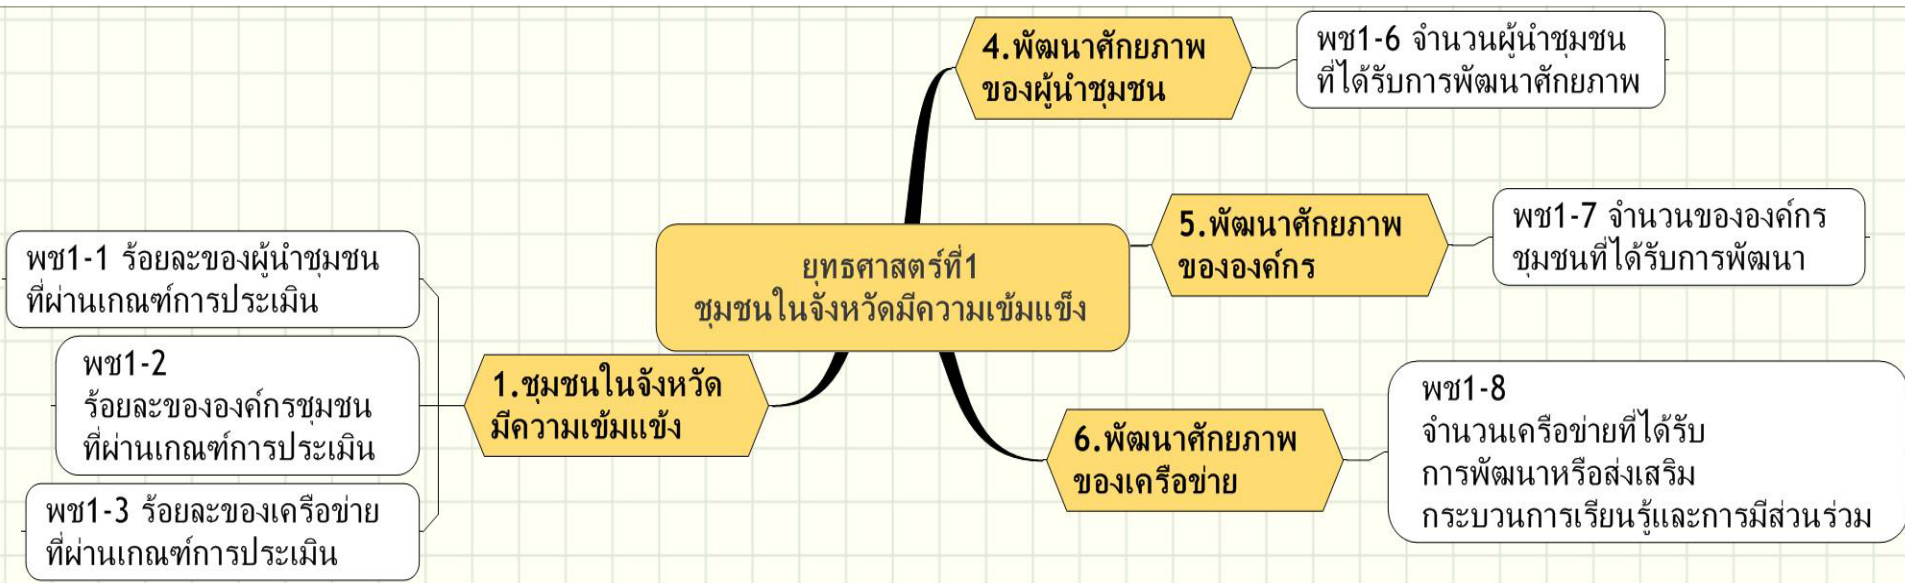 4.พัฒนาศักยภาพ
ของผู้นำชุมชน
พช1-6 จำนวนผู้นำชุมชน
ที่ได้รับการพัฒนาศักยภาพ
5.พัฒนาศักยภาพ
ขององค์กร
พช1-7 จำนวนขององค์กร
ชุมชนที่ได้รับการพัฒนา
ยุทธศาสตร์ที่1
ชุมชนในจังหวัดมีความเข้มแข็ง
พช1-1 ร้อยละของผู้นำชุมชน
ที่ผ่านเกณฑ์การประเมิน
พช1-2
ร้อยละขององค์กรชุมชน
ที่ผ่านเกณฑ์การประเมิน
พช1-3 ร้อยละของเครือข่าย
ที่ผ่านเกณฑ์การประเมิน
1.ชุมชนในจังหวัด
มีความเข้มแข้ง
6.พัฒนาศักยภาพ
ของเครือข่าย
พช1-8
จำนวนเครือข่ายที่ได้รับ
การพัฒนาหรือส่งเสริม
กระบวนการเรียนรู้และการมีส่วนร่วม